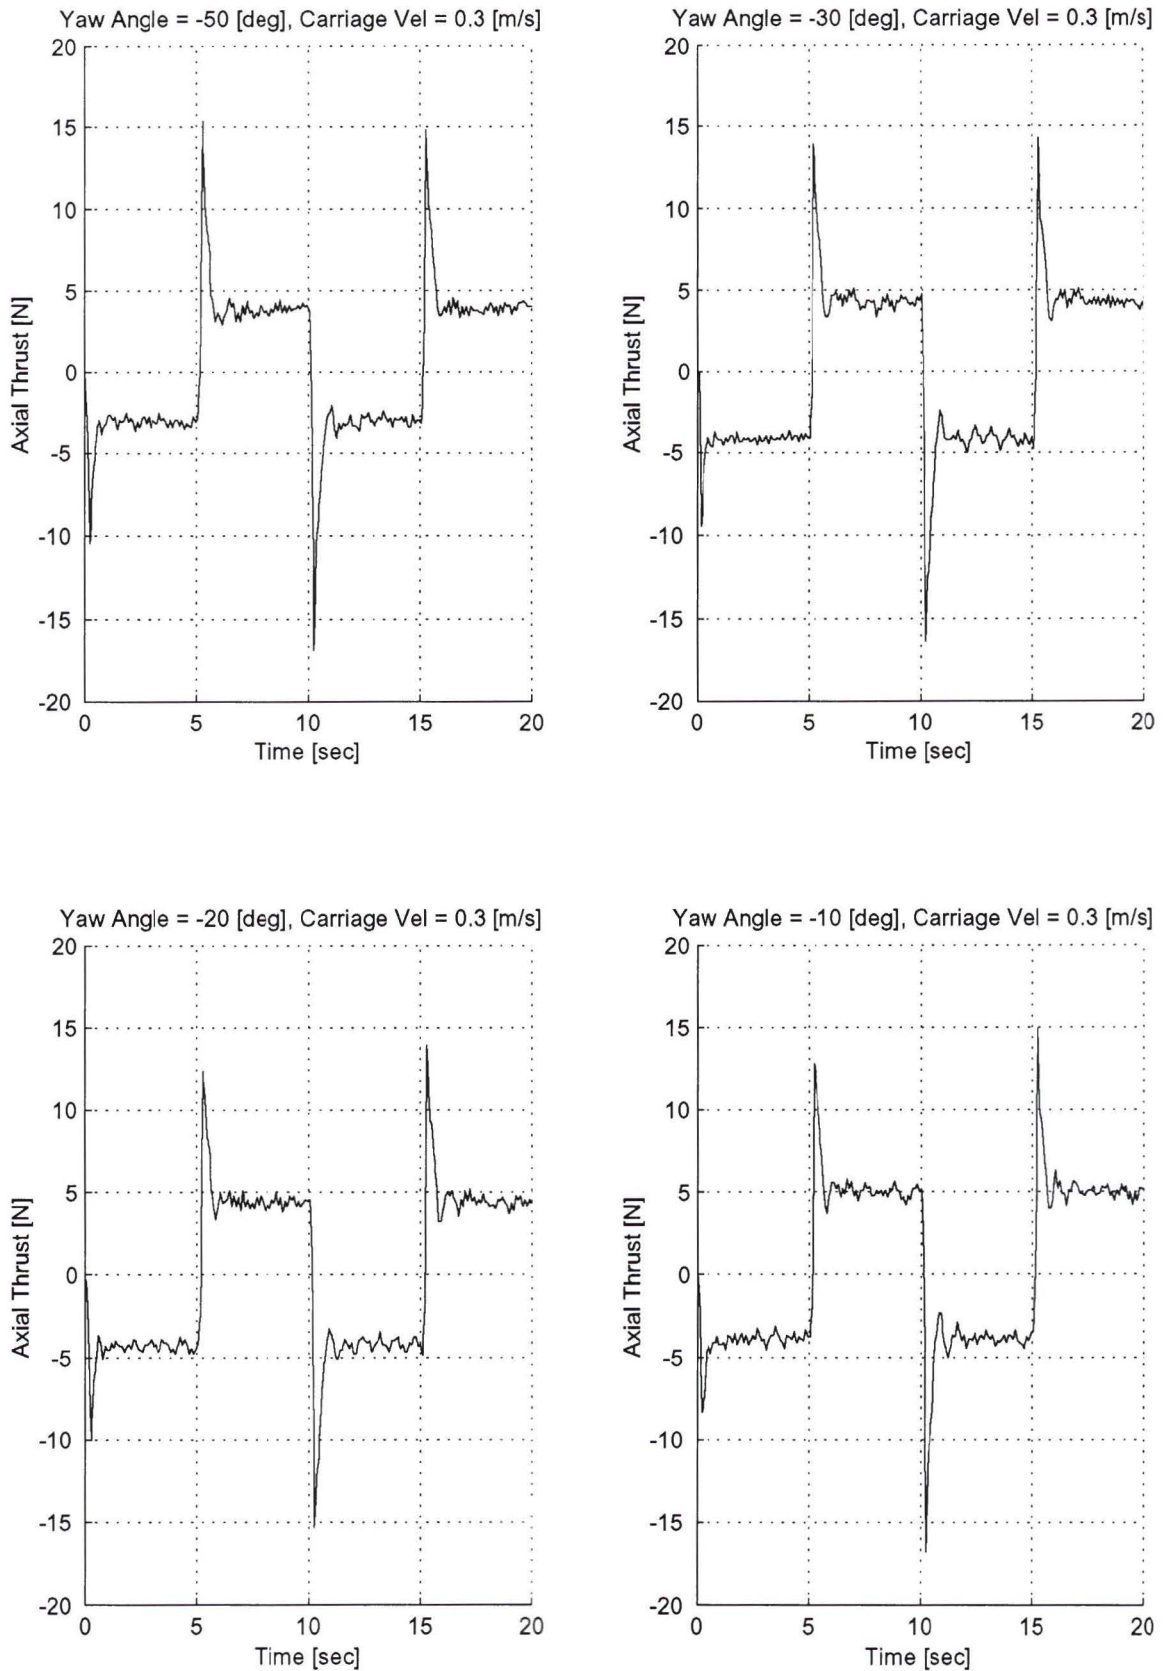 Yaw Angle = -50 [deg], Carriage Vel = 0.3 [m/s]
20
15
10
5
0
-5
-10
-15
-20
Axial Thrust [N]
0 5 10 15 20
Time [sec]
Yaw Angle = -30 [deg], Carriage Vel = 0.3 [m/s]
20
15
10
5
0
-5
-10
-15
-20
Axial Thrust [N]
0 5 10 15 20
Time [sec]
Yaw Angle = -20 [deg], Carriage Vel = 0.3 [m/s]
20
15
10
5
0
-5
-10
-15
-20
Axial Thrust [N]
0 5 10 15 20
Time [sec]
Yaw Angle = -10 [deg], Carriage Vel = 0.3 [m/s]
20
15
10
5
0
-5
-10
-15
-20
Axial Thrust [N]
0 5 10 15 20
Time [sec]